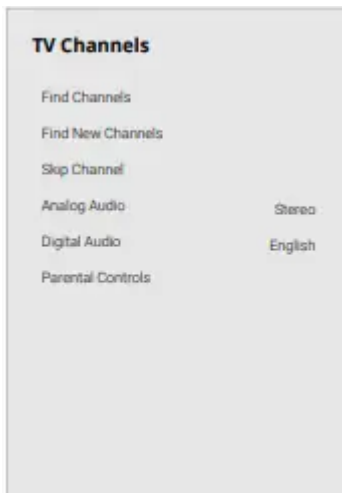 TV Channels
Find Channels
Find New Channels
Skip Channel
Analog Audio Stereo
Digital Audio English
Parental Controls